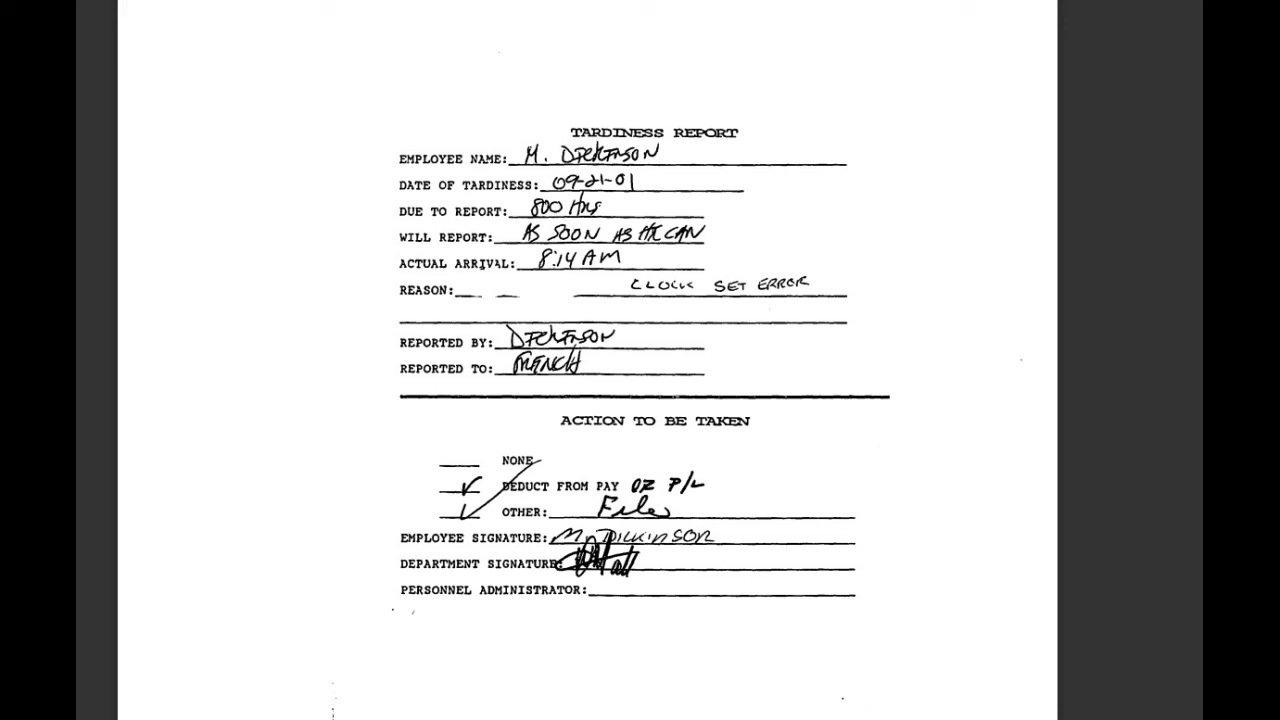 TARDINESS REPORT
EMPLOYEE NAME: M. DICKINSON
DATE OF TARDINESS: 09-21-01
DUE TO REPORT: 800 Hrs
WILL REPORT: AS SOON AS HE CAN
ACTUAL ARRIVAL: 8:14 AM
REASON: CLOCK SET ERROR
REPORTED BY: DICKINSON
REPORTED TO: FRENCH
ACTION TO BE TAKEN
NONE
DEDUCT FROM PAY OR P/L
OTHER: File
EMPLOYEE SIGNATURE: M. DICKINSON
DEPARTMENT SIGNATURE:
PERSONNEL ADMINISTRATOR: